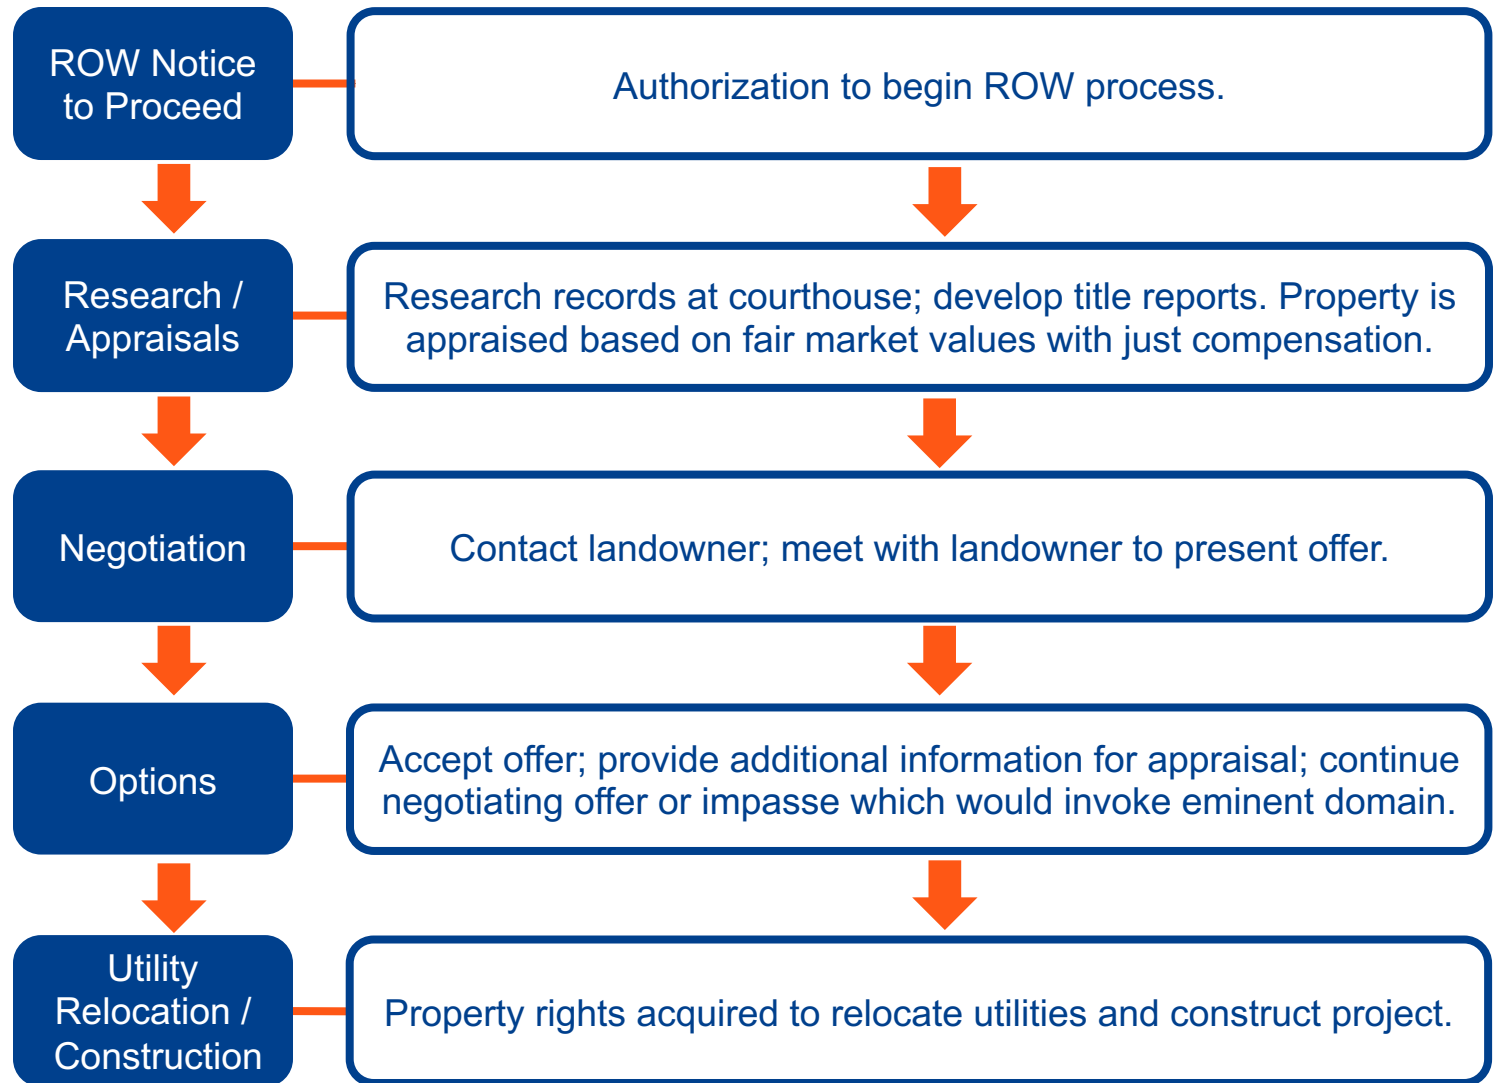 ROW Notice
to Proceed
Authorization to begin ROW process.
Research /
Appraisals
Research records at courthouse; develop title reports. Property is
appraised based on fair market values with just compensation.
Negotiation
Contact landowner; meet with landowner to present offer.
Options
Accept offer; provide additional information for appraisal; continue
negotiating offer or impasse which would invoke eminent domain.
Utility
Relocation /
Construction
Property rights acquired to relocate utilities and construct project.